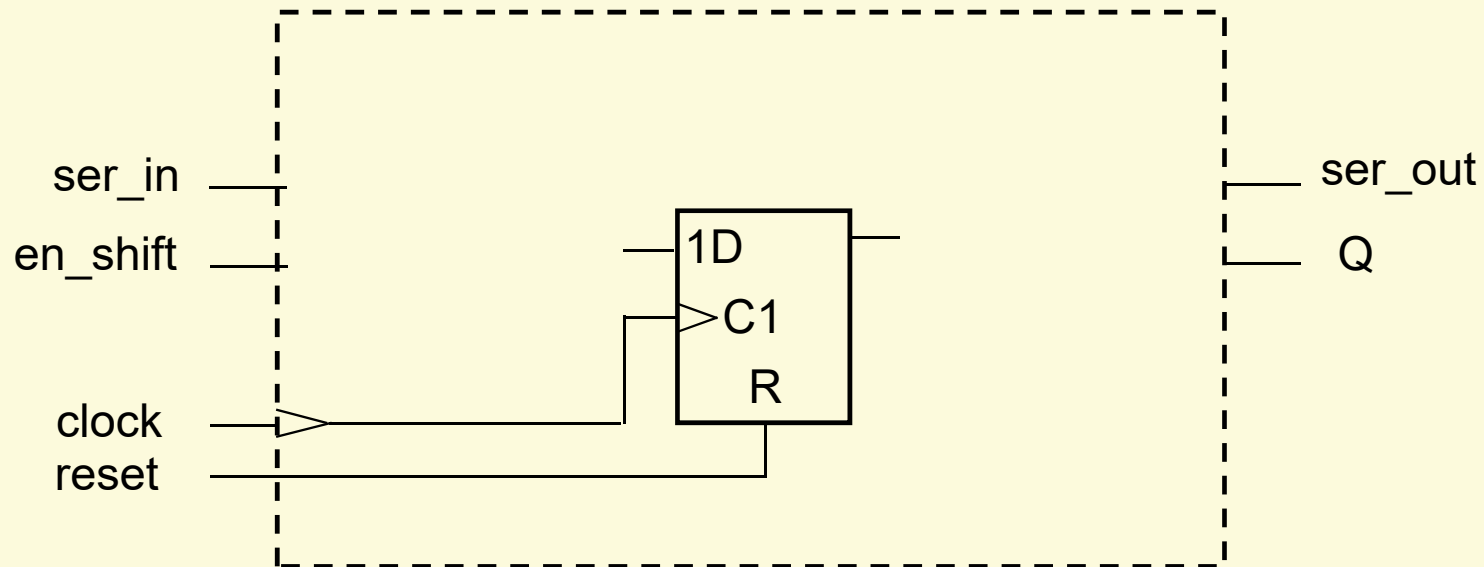 ser_in
en_shift
clock
reset
1D
C1
R
ser_out
Q